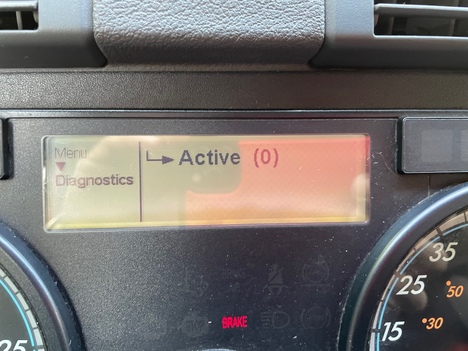 Menu
Active (0)
Diagnostics
35
25
50
15
30
25
BRAKE